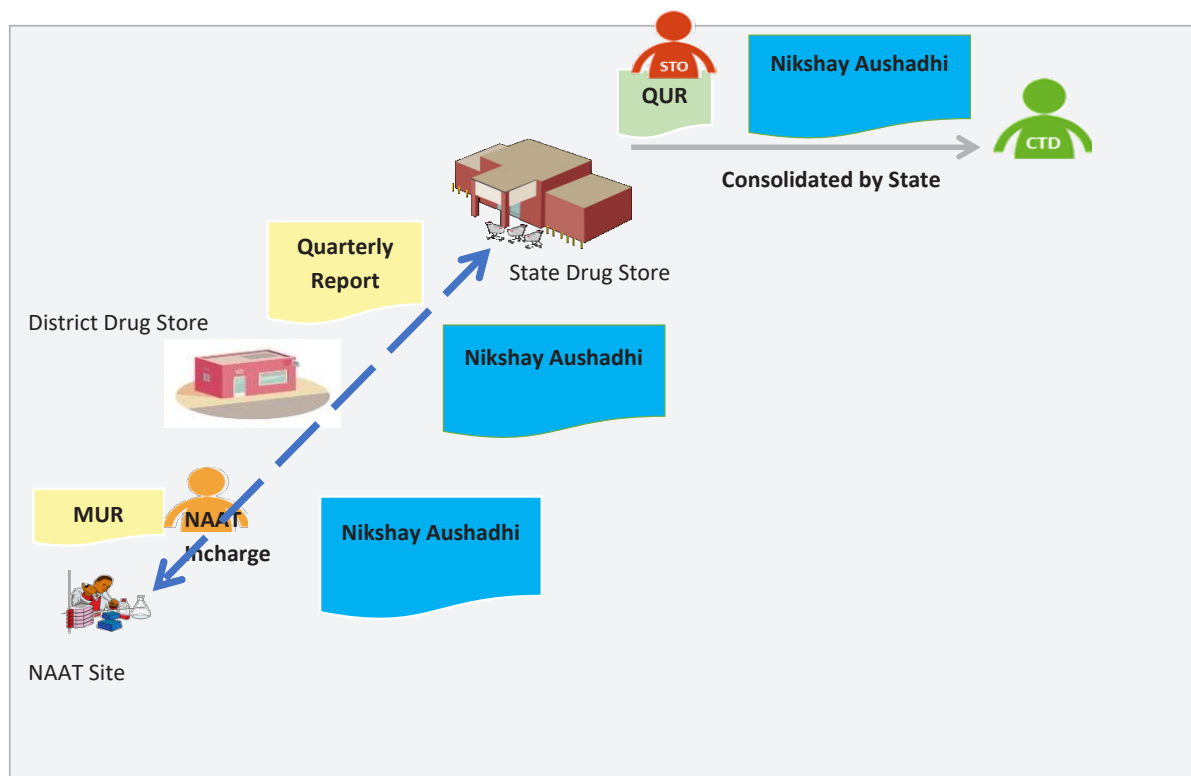 STO
QUR
Nikshay Aushadhi
CTD
Consolidated by State
Quarterly
Report
State Drug Store
District Drug Store
Nikshay Aushadhi
MUR
NAAT
Incharge
Nikshay Aushadhi
NAAT Site